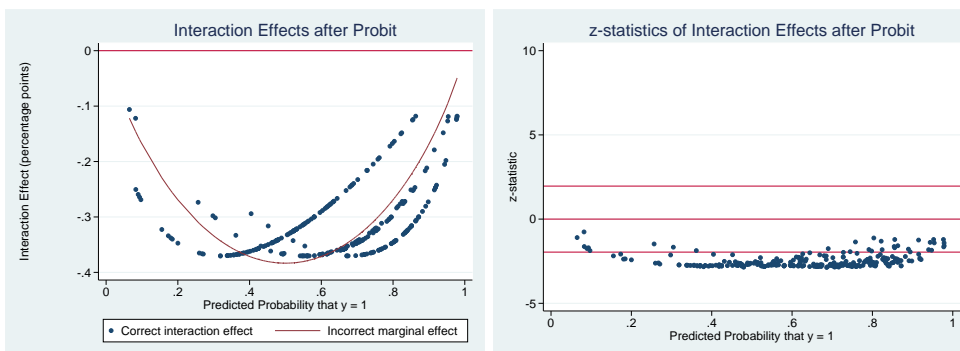 Interaction Effects after Probit
Interaction Effect (percentage points)
0
-.1
-.2
-.3
-.4
0 .2 .4 .6 .8 1
Predicted Probability that y = 1
Correct interaction effect Incorrect marginal effect
z-statistics of Interaction Effects after Probit
z-statistic
10
5
0
-5
0 .2 .4 .6 .8 1
Predicted Probability that y = 1